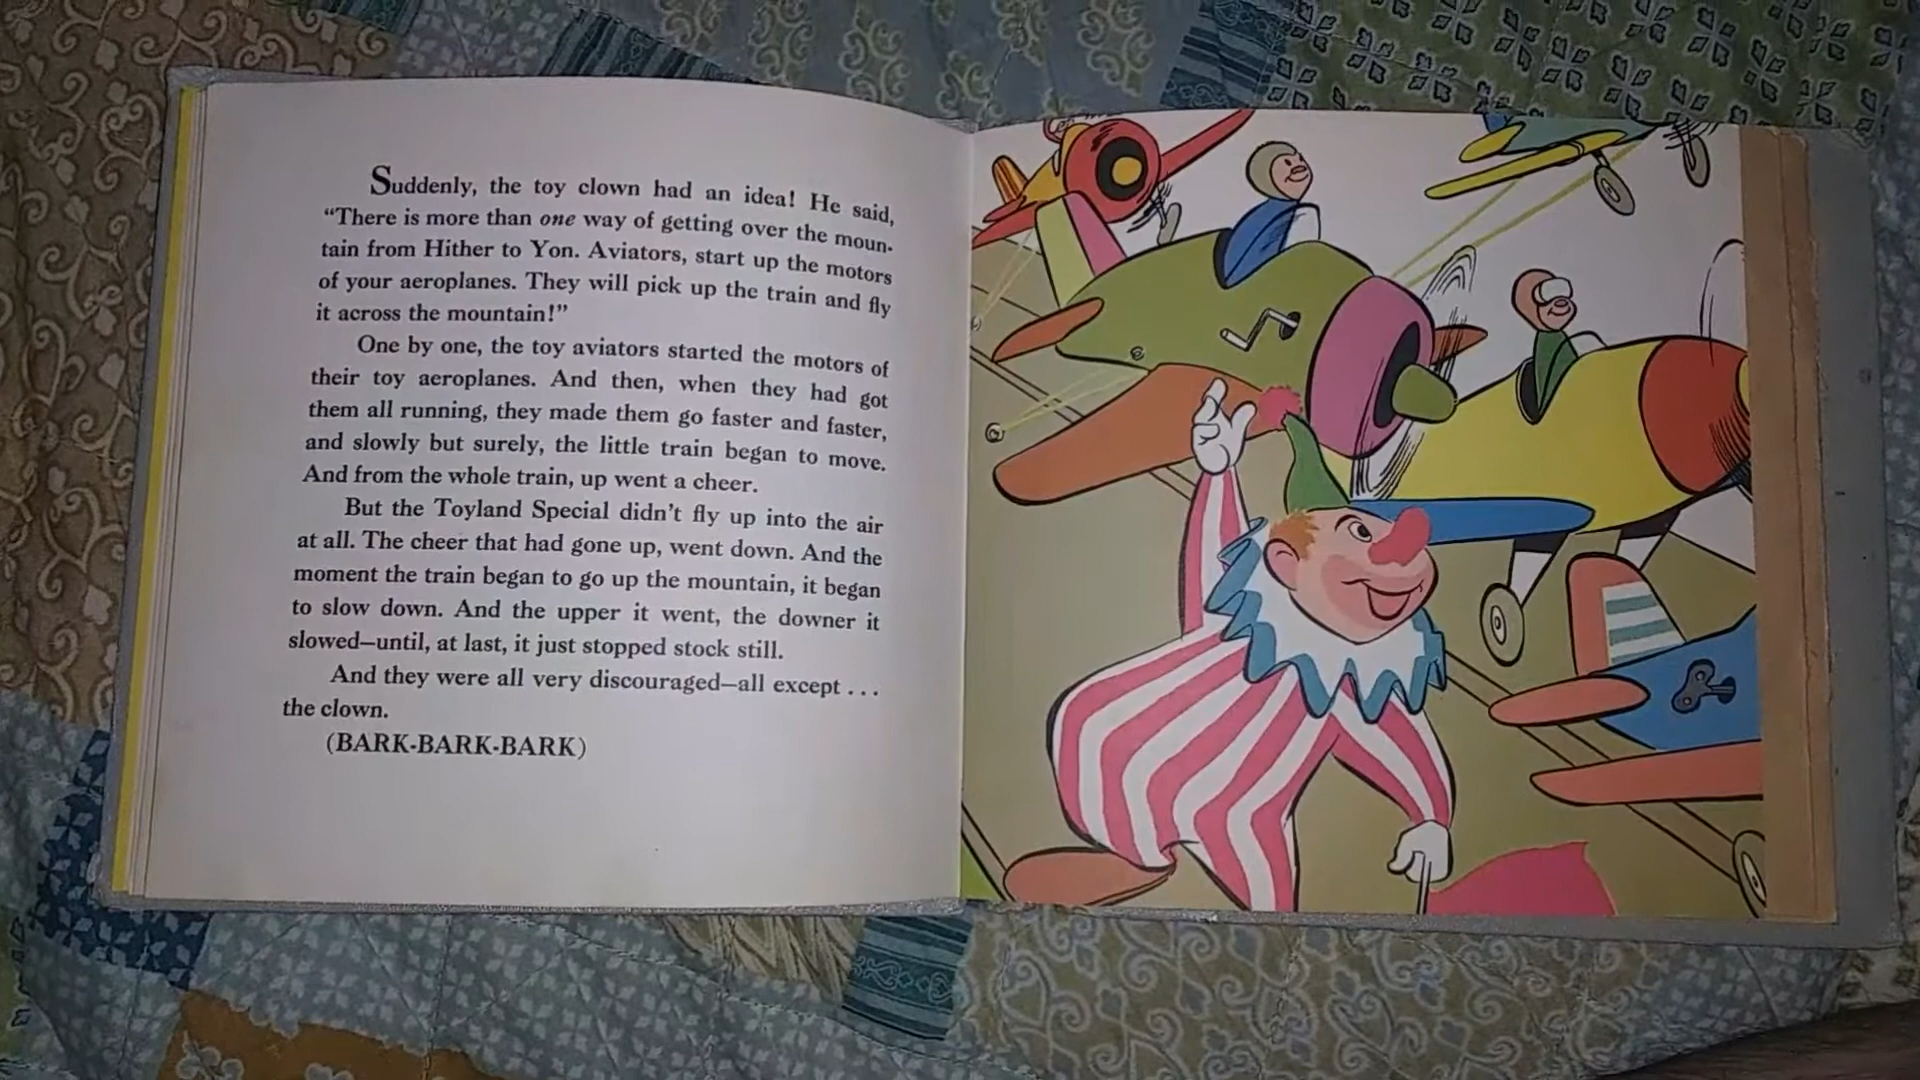 Suddenly, the toy clown had an idea! He said,
“There is more than one way of getting over the moun-
tain from Hither to Yon. Aviators, start up the motors
of your aeroplanes. They will pick up the train and fly
it across the mountain!”
One by one, the toy aviators started the motors of
their toy aeroplanes. And then, when they had got
them all running, they made them go faster and faster,
and slowly but surely, the little train began to move.
And from the whole train, up went a cheer.
But the Toyland Special didn’t fly up into the air
at all. The cheer that had gone up, went down. And the
moment the train began to go up the mountain, it began
to slow down. And the upper it went, the downer it
slowed—until, at last, it just stopped stock still.
And they were all very discouraged—all except . . .
the clown.
(BARK-BARK-BARK)